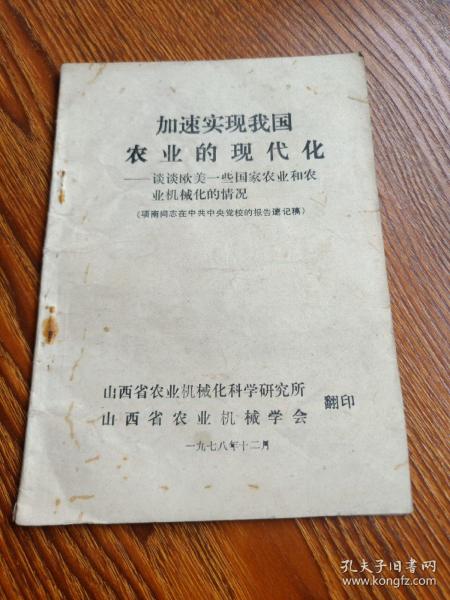 加速实现我国
农业的现代化
——谈谈欧美一些国家农业和农
业机械化的情况
(项南同志在中共中央党校的报告速记稿)
山西省农业机械化科学研究所
山西省农业机械学会
翻印
一九七八年十二月
孔夫子旧书网
www.kongfz.com